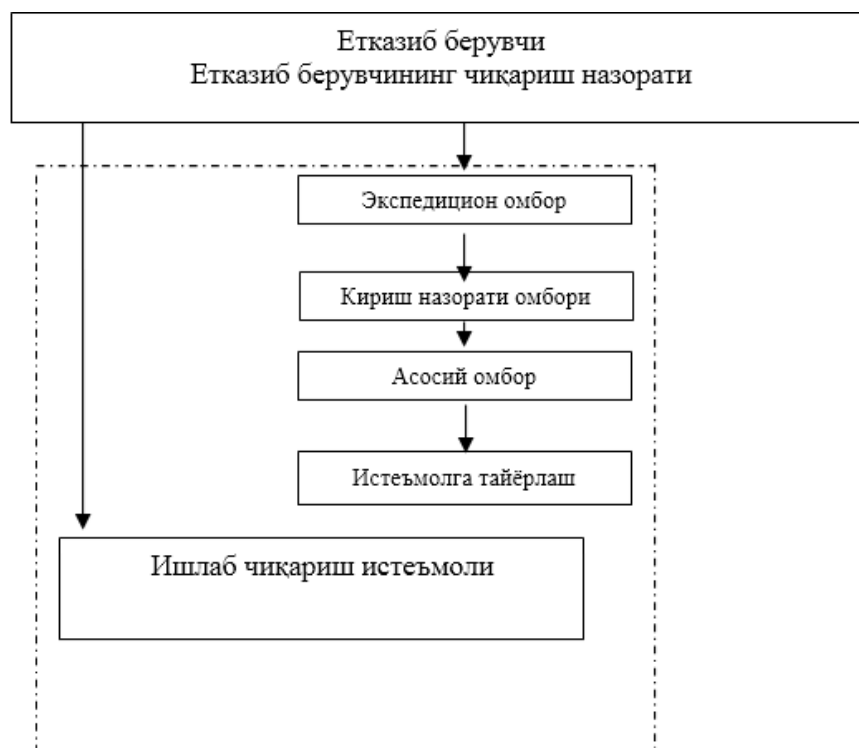 Етказиб берувчи
Етказиб берувчининг чиқариш назорати
Экспедицион омбор
Кириш назорати омбори
Асосий омбор
Истеъмолга тайёрлаш
Ишлаб чиқариш истеъмоли